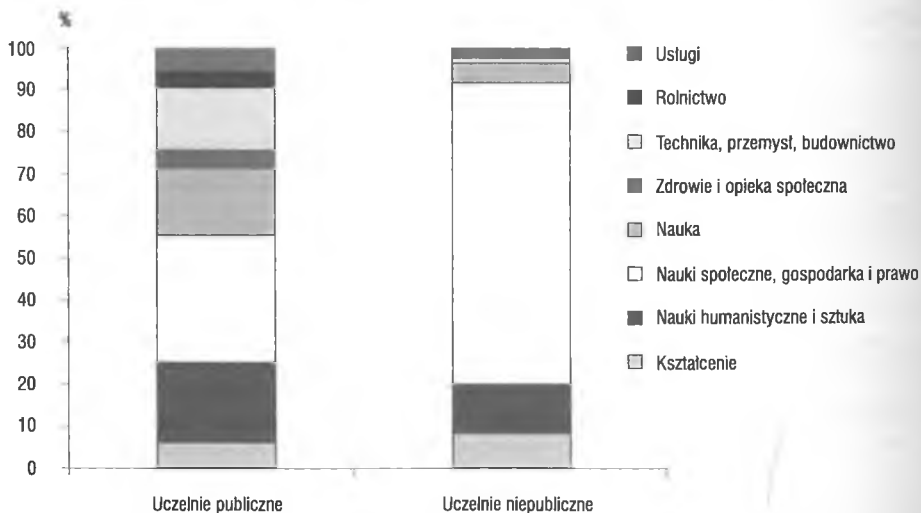 %
100
90
80
70
60
50
40
30
20
10
0
Uczelnie publiczne
Uczelnie niepubliczne
Usługi
Rolnictwo
Technika, przemysł, budownictwo
Zdrowie i opieka społeczna
Nauka
Nauki społeczne, gospodarka i prawo
Nauki humanistyczne i sztuka
Kształcenie